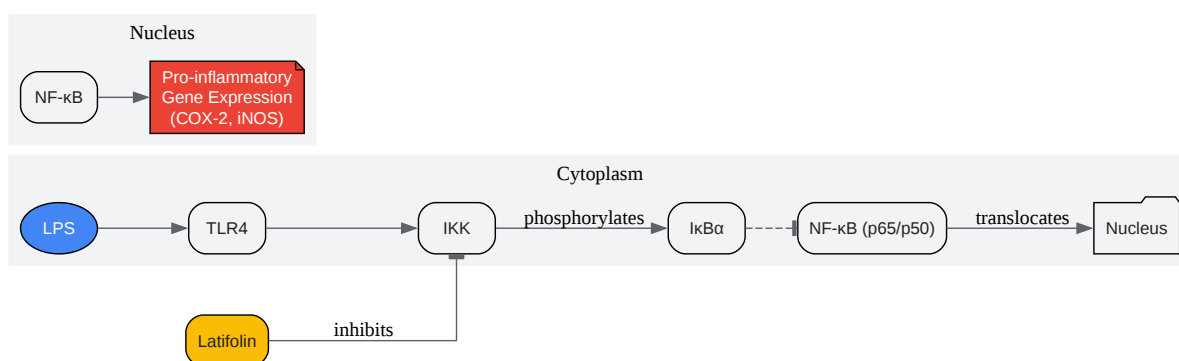 Nucleus
NF-κB
Pro-inflammatory
Gene Expression
(COX-2, iNOS)
Cytoplasm
LPS
TLR4
IKK
phosphorylates
IκBα
NF-κB (p65/p50)
translocates
Nucleus
Latifolin
inhibits